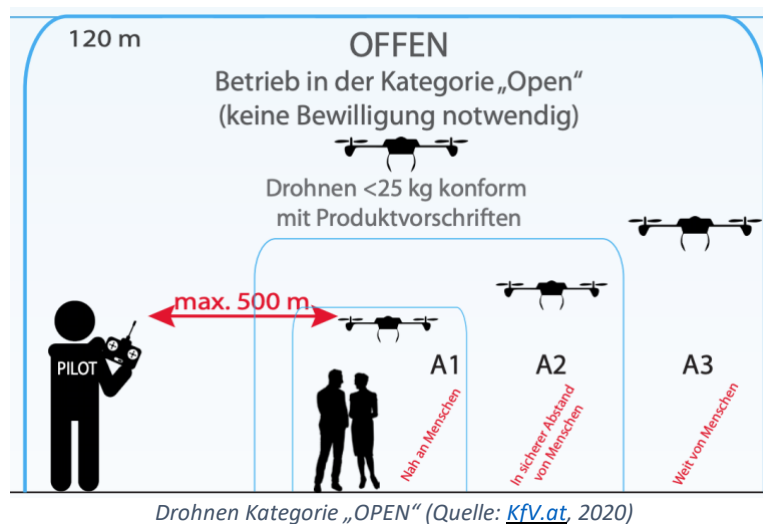 120 m
OFFEN
Betrieb in der Kategorie „Open“
(keine Bewilligung notwendig)
Drohnen <25 kg konform
mit Produktvorschriften
max. 500 m
PILOT
A1
A2
A3
Nah an Menschen
In sicherer Abstand
von Menschen
Weit von Menschen
Drohnen Kategorie „OPEN“ (Quelle: KfV.at, 2020)